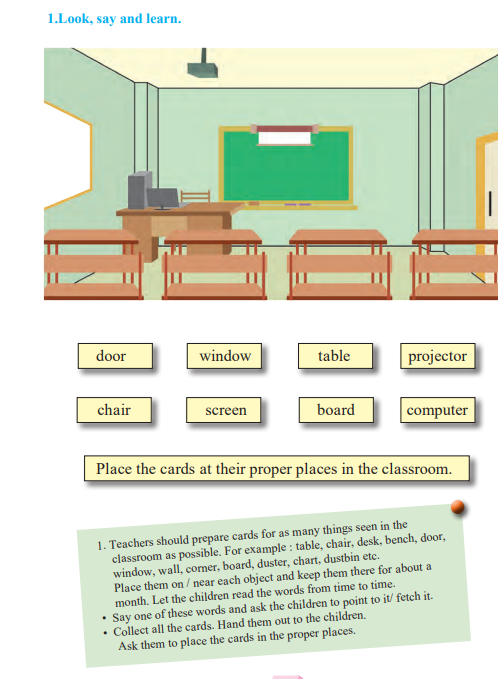 1.Look, say and learn.
door window table projector
chair screen board computer
Place the cards at their proper places in the classroom.
1. Teachers should prepare cards for as many things seen in the
classroom as possible. For example : table, chair, desk, bench, door,
window, wall, corner, board, duster, chart, dustbin etc.
Place them on / near each object and keep them there for about a
month. Let the children read the words from time to time.
• Say one of these words and ask the children to point to it/ fetch it.
• Collect all the cards. Hand them out to the children.
Ask them to place the cards in the proper places.